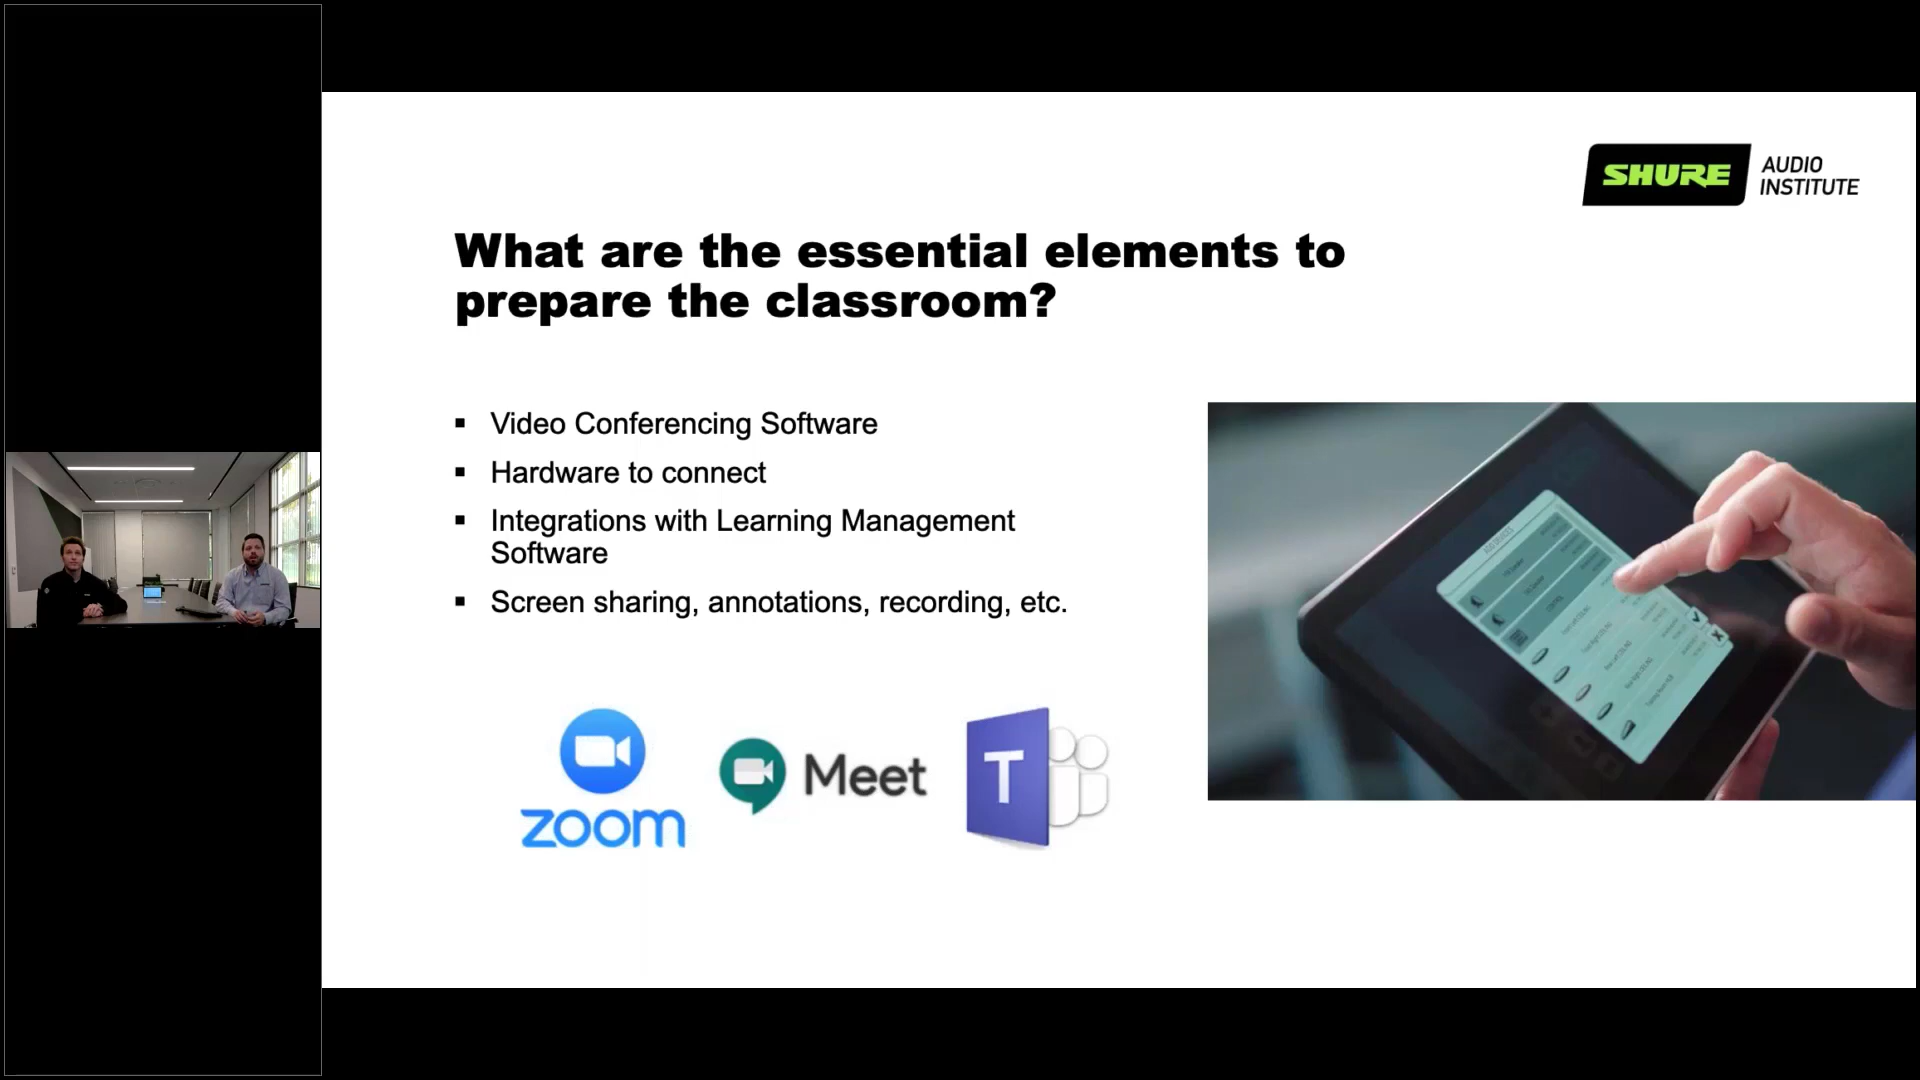 SHURE
AUDIO
INSTITUTE
What are the essential elements to
prepare the classroom?
▪ Video Conferencing Software
▪ Hardware to connect
▪ Integrations with Learning Management
Software
▪ Screen sharing, annotations, recording, etc.
zoom
Meet
T
CONTROL